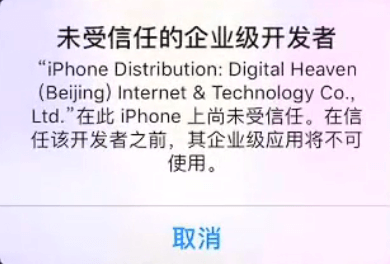 未受信任的企业级开发者
“iPhone Distribution: Digital Heaven
(Beijing) Internet & Technology Co.,
Ltd.”在此 iPhone 上尚未受信任。在信
任该开发者之前，其企业级应用将不可
使用。
取消